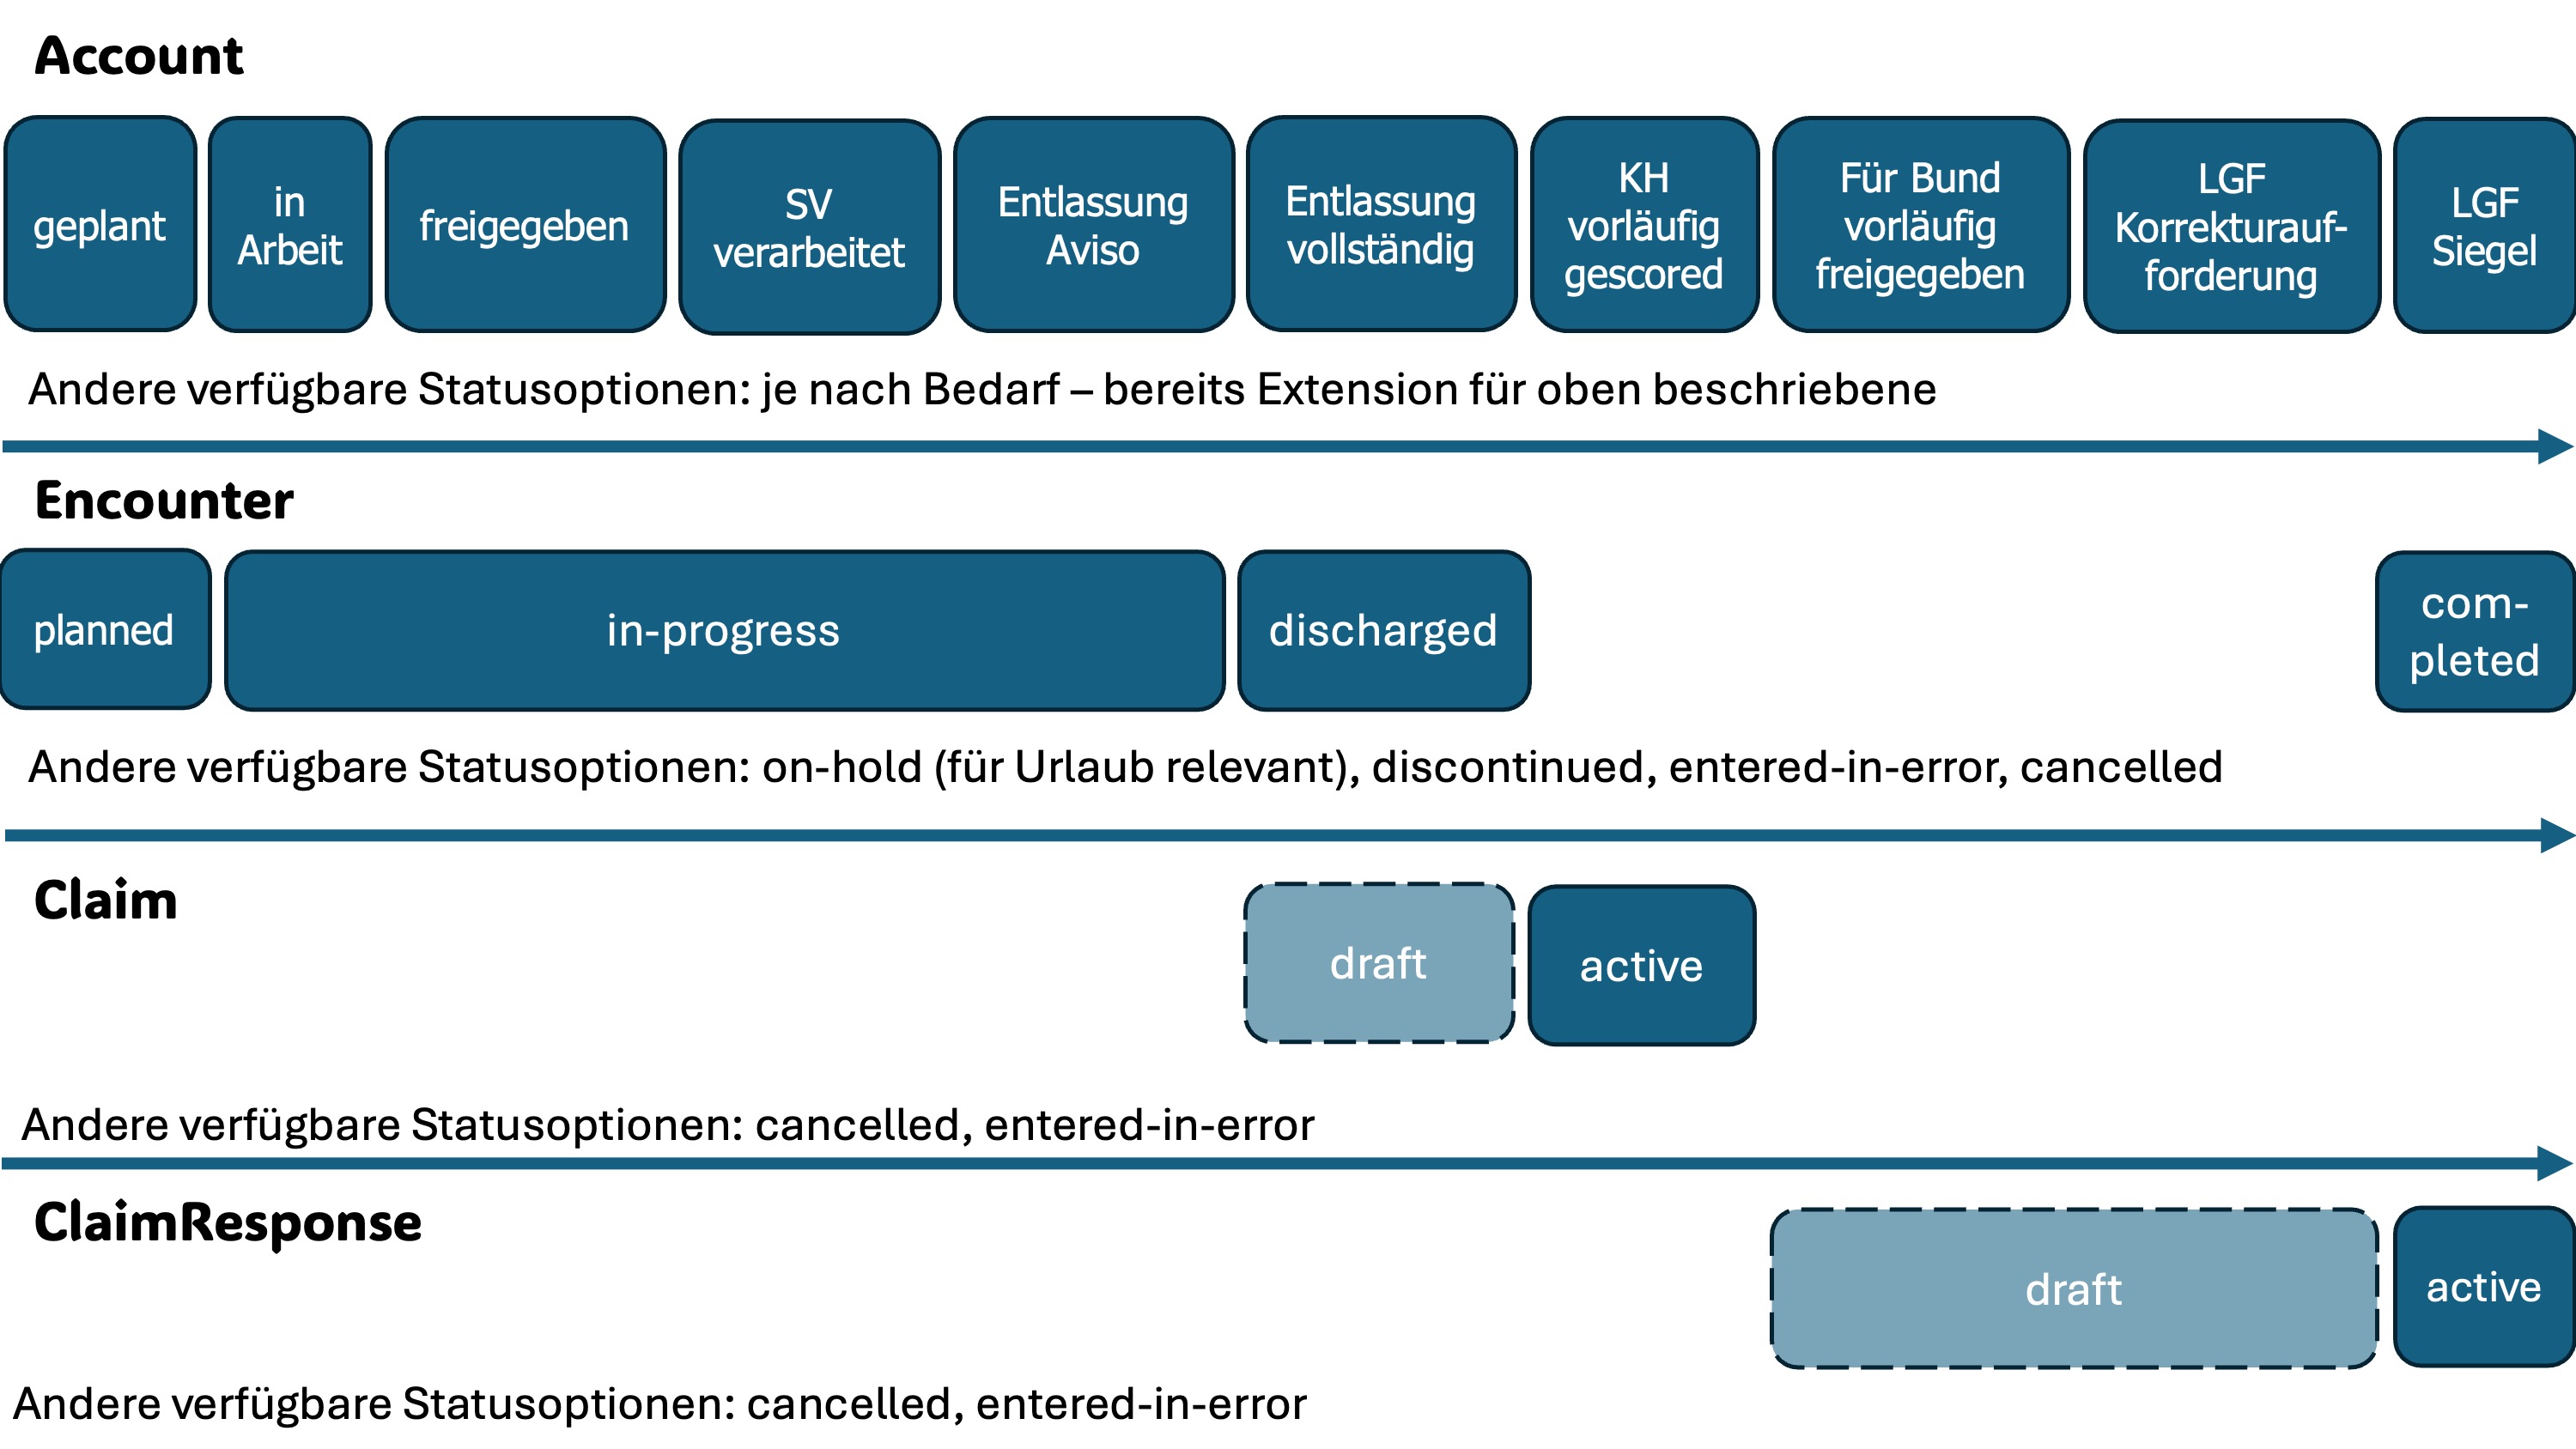 Account
geplant
in
Arbeit
freigegeben
SV
verarbeitet
Entlassung
Aviso
Entlassung
vollständig
KH
vorläufig
gescored
Für Bund
vorläufig
freigegeben
LGF
Korrekturauf-
forderung
LGF
Siegel
Andere verfügbare Statusoptionen: je nach Bedarf – bereits Extension für oben beschriebene
Encounter
planned
in-progress
discharged
com-
pleted
Andere verfügbare Statusoptionen: on-hold (für Urlaub relevant), discontinued, entered-in-error, cancelled
Claim
draft
active
Andere verfügbare Statusoptionen: cancelled, entered-in-error
ClaimResponse
draft
active
Andere verfügbare Statusoptionen: cancelled, entered-in-error